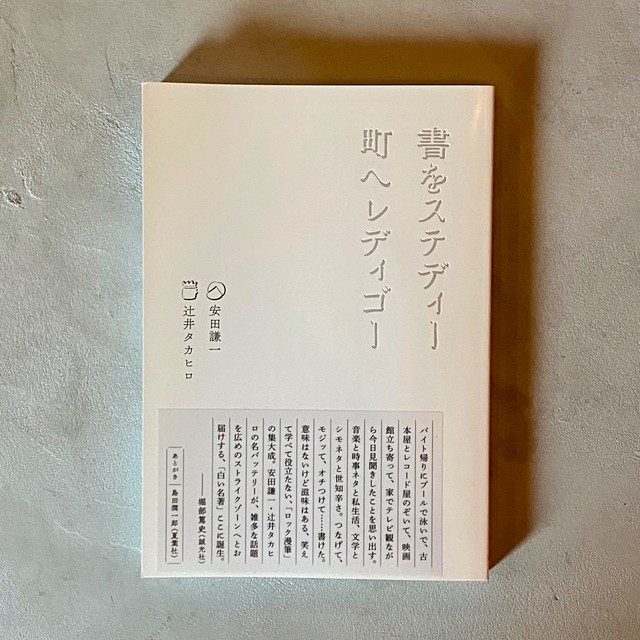 書をステディー
町へレディゴー
安田謙一
辻井タカヒロ
バイト帰りにプールで泳いで、古
本屋とレコード屋のぞいて、映画
館立ち寄って、家でテレビ観なが
ら今日見聞きしたことを思い出す。
音楽と時事ネタと私生活、文学と
シモネタと世知辛さ。つなげて、
モジッて、オチつけて……書けた。
意味はないけど滋味はある、笑え
て学べて役立たない、「ロック漫筆」
の集大成。安田謙一・辻井タカヒ
ロの名バッテリーが、雑多な話題
を広めのストライクゾーンへとお
届けする、「白い名著」ここに誕生。
——堀部篤史(誠光社)
あとがき 島田潤一郎(夏葉社)